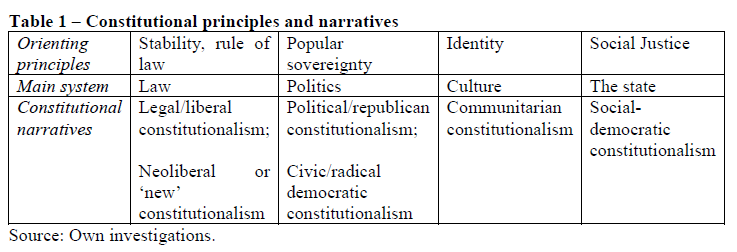 Table 1 – Constitutional principles and narratives
Orienting principles | Stability, rule of law | Popular sovereignty | Identity | Social Justice
Main system | Law | Politics | Culture | The state
Constitutional narratives | Legal/liberal constitutionalism; Neoliberal or ‘new’ constitutionalism | Political/republican constitutionalism; Civic/radical democratic constitutionalism | Communitarian constitutionalism | Social-democratic constitutionalism
Source: Own investigations.